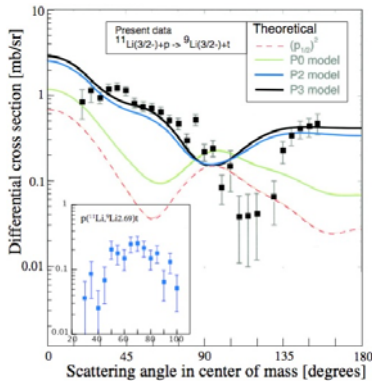 Present data
¹¹Li(3/2-)+p -> ⁹Li(3/2-)+t
Theoretical
(p₁/₂)²
P0 model
P2 model
P3 model
Differential cross section [mb/sr]
10
1
0.1
0.01
p(¹¹Li,⁹Li2.69)t
1
0.1
0.01
20 40 60 80 100
0 45 90 135 180
Scattering angle in center of mass [degrees]